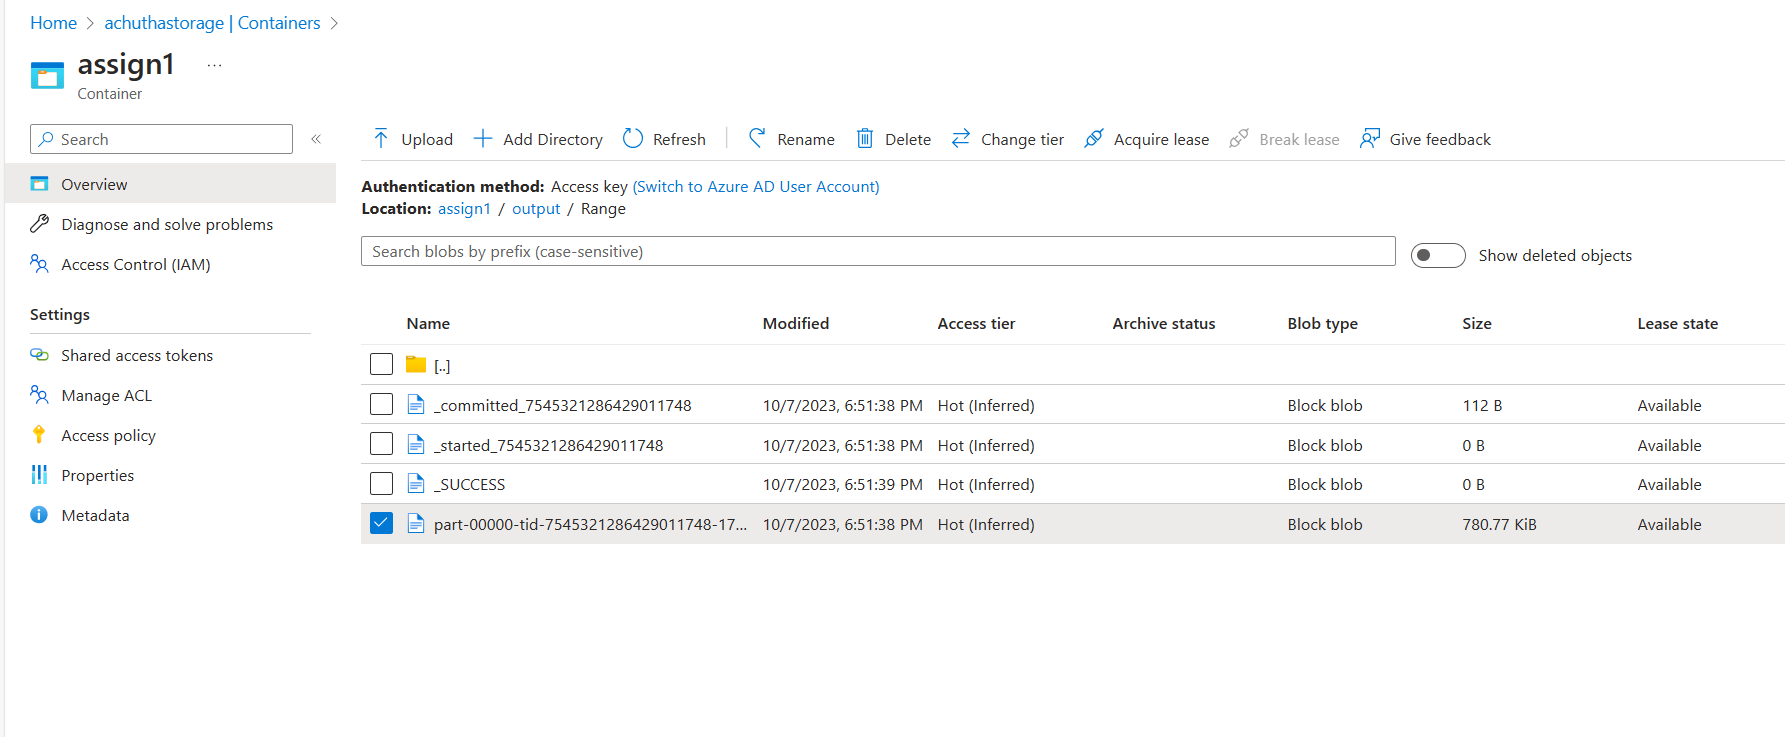 Home > achuthastorage | Containers >
assign1 ...
Container
Search «
Overview
Diagnose and solve problems
Access Control (IAM)
Settings
Shared access tokens
Manage ACL
Access policy
Properties
Metadata
Upload Add Directory Refresh Rename Delete Change tier Acquire lease Break lease Give feedback
Authentication method: Access key (Switch to Azure AD User Account)
Location: assign1 / output / Range
Search blobs by prefix (case-sensitive)
Show deleted objects
Name Modified Access tier Archive status Blob type Size Lease state
[..]
_committed_7545321286429011748 10/7/2023, 6:51:38 PM Hot (Inferred) Block blob 112 B Available
_started_7545321286429011748 10/7/2023, 6:51:38 PM Hot (Inferred) Block blob 0 B Available
_SUCCESS 10/7/2023, 6:51:39 PM Hot (Inferred) Block blob 0 B Available
part-00000-tid-7545321286429011748-17... 10/7/2023, 6:51:38 PM Hot (Inferred) Block blob 780.77 KiB Available